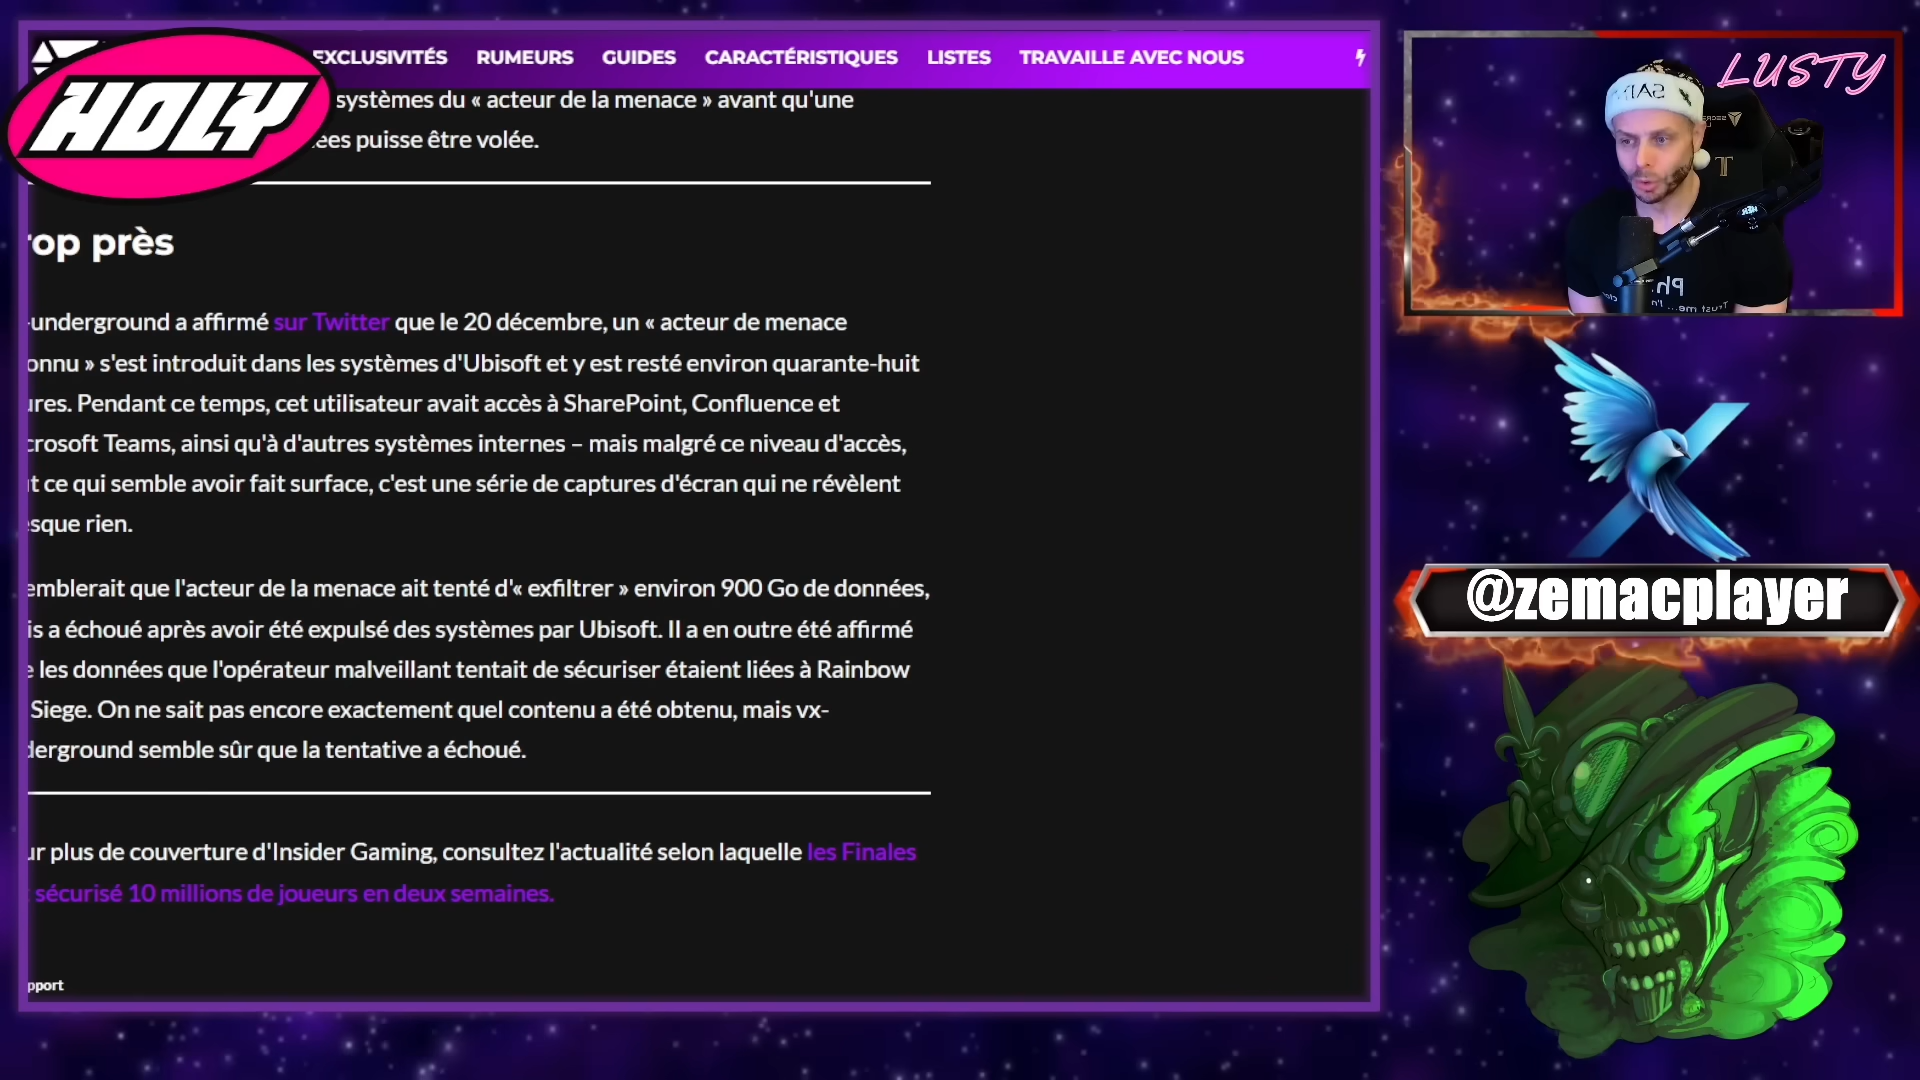 EXCLUSIVITÉS RUMEURS GUIDES CARACTÉRISTIQUES LISTES TRAVAILLE AVEC NOUS
HOLY
systèmes du « acteur de la menace » avant qu'une
ées puisse être volée.
rop près
-underground a affirmé sur Twitter que le 20 décembre, un « acteur de menace
onnu » s'est introduit dans les systèmes d'Ubisoft et y est resté environ quarante-huit
ures. Pendant ce temps, cet utilisateur avait accès à SharePoint, Confluence et
crosoft Teams, ainsi qu'à d'autres systèmes internes – mais malgré ce niveau d'accès,
t ce qui semble avoir fait surface, c'est une série de captures d'écran qui ne révèlent
esque rien.
emblerait que l'acteur de la menace ait tenté d'« exfiltrer » environ 900 Go de données,
is a échoué après avoir été expulsé des systèmes par Ubisoft. Il a en outre été affirmé
e les données que l'opérateur malveillant tentait de sécuriser étaient liées à Rainbow
Siege. On ne sait pas encore exactement quel contenu a été obtenu, mais vx-
derground semble sûr que la tentative a échoué.
ur plus de couverture d'Insider Gaming, consultez l'actualité selon laquelle les Finales
t sécurisé 10 millions de joueurs en deux semaines.
pport
LUSTY
@zemacplayer